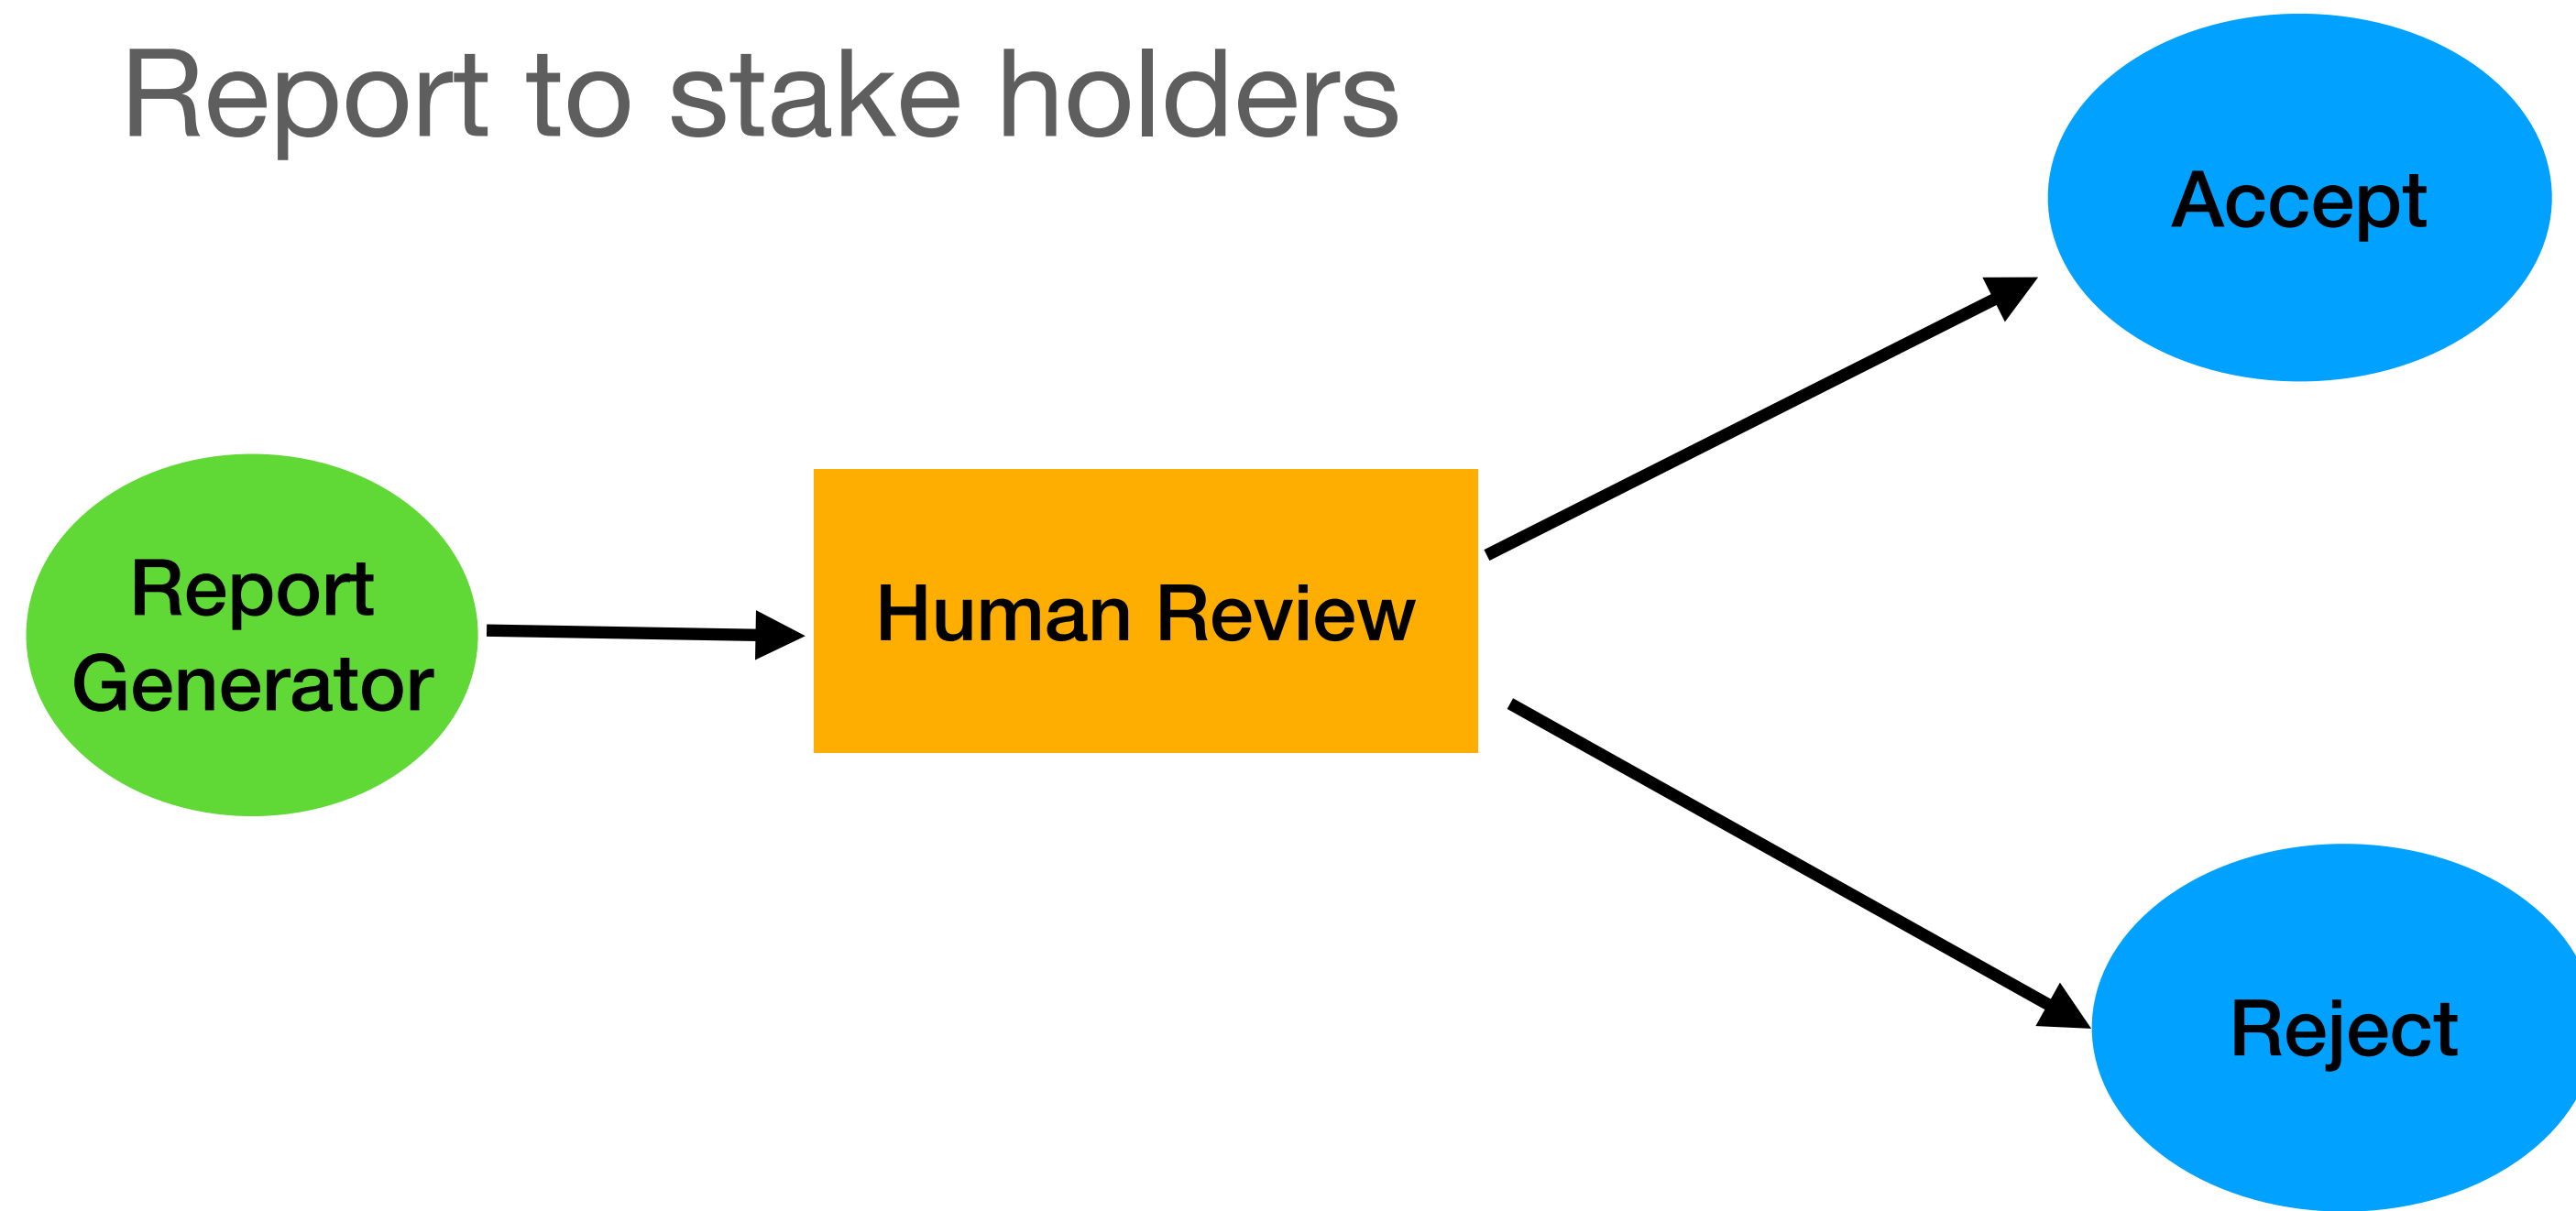 Report to stake holders
Accept
Report
Generator
Human Review
Reject